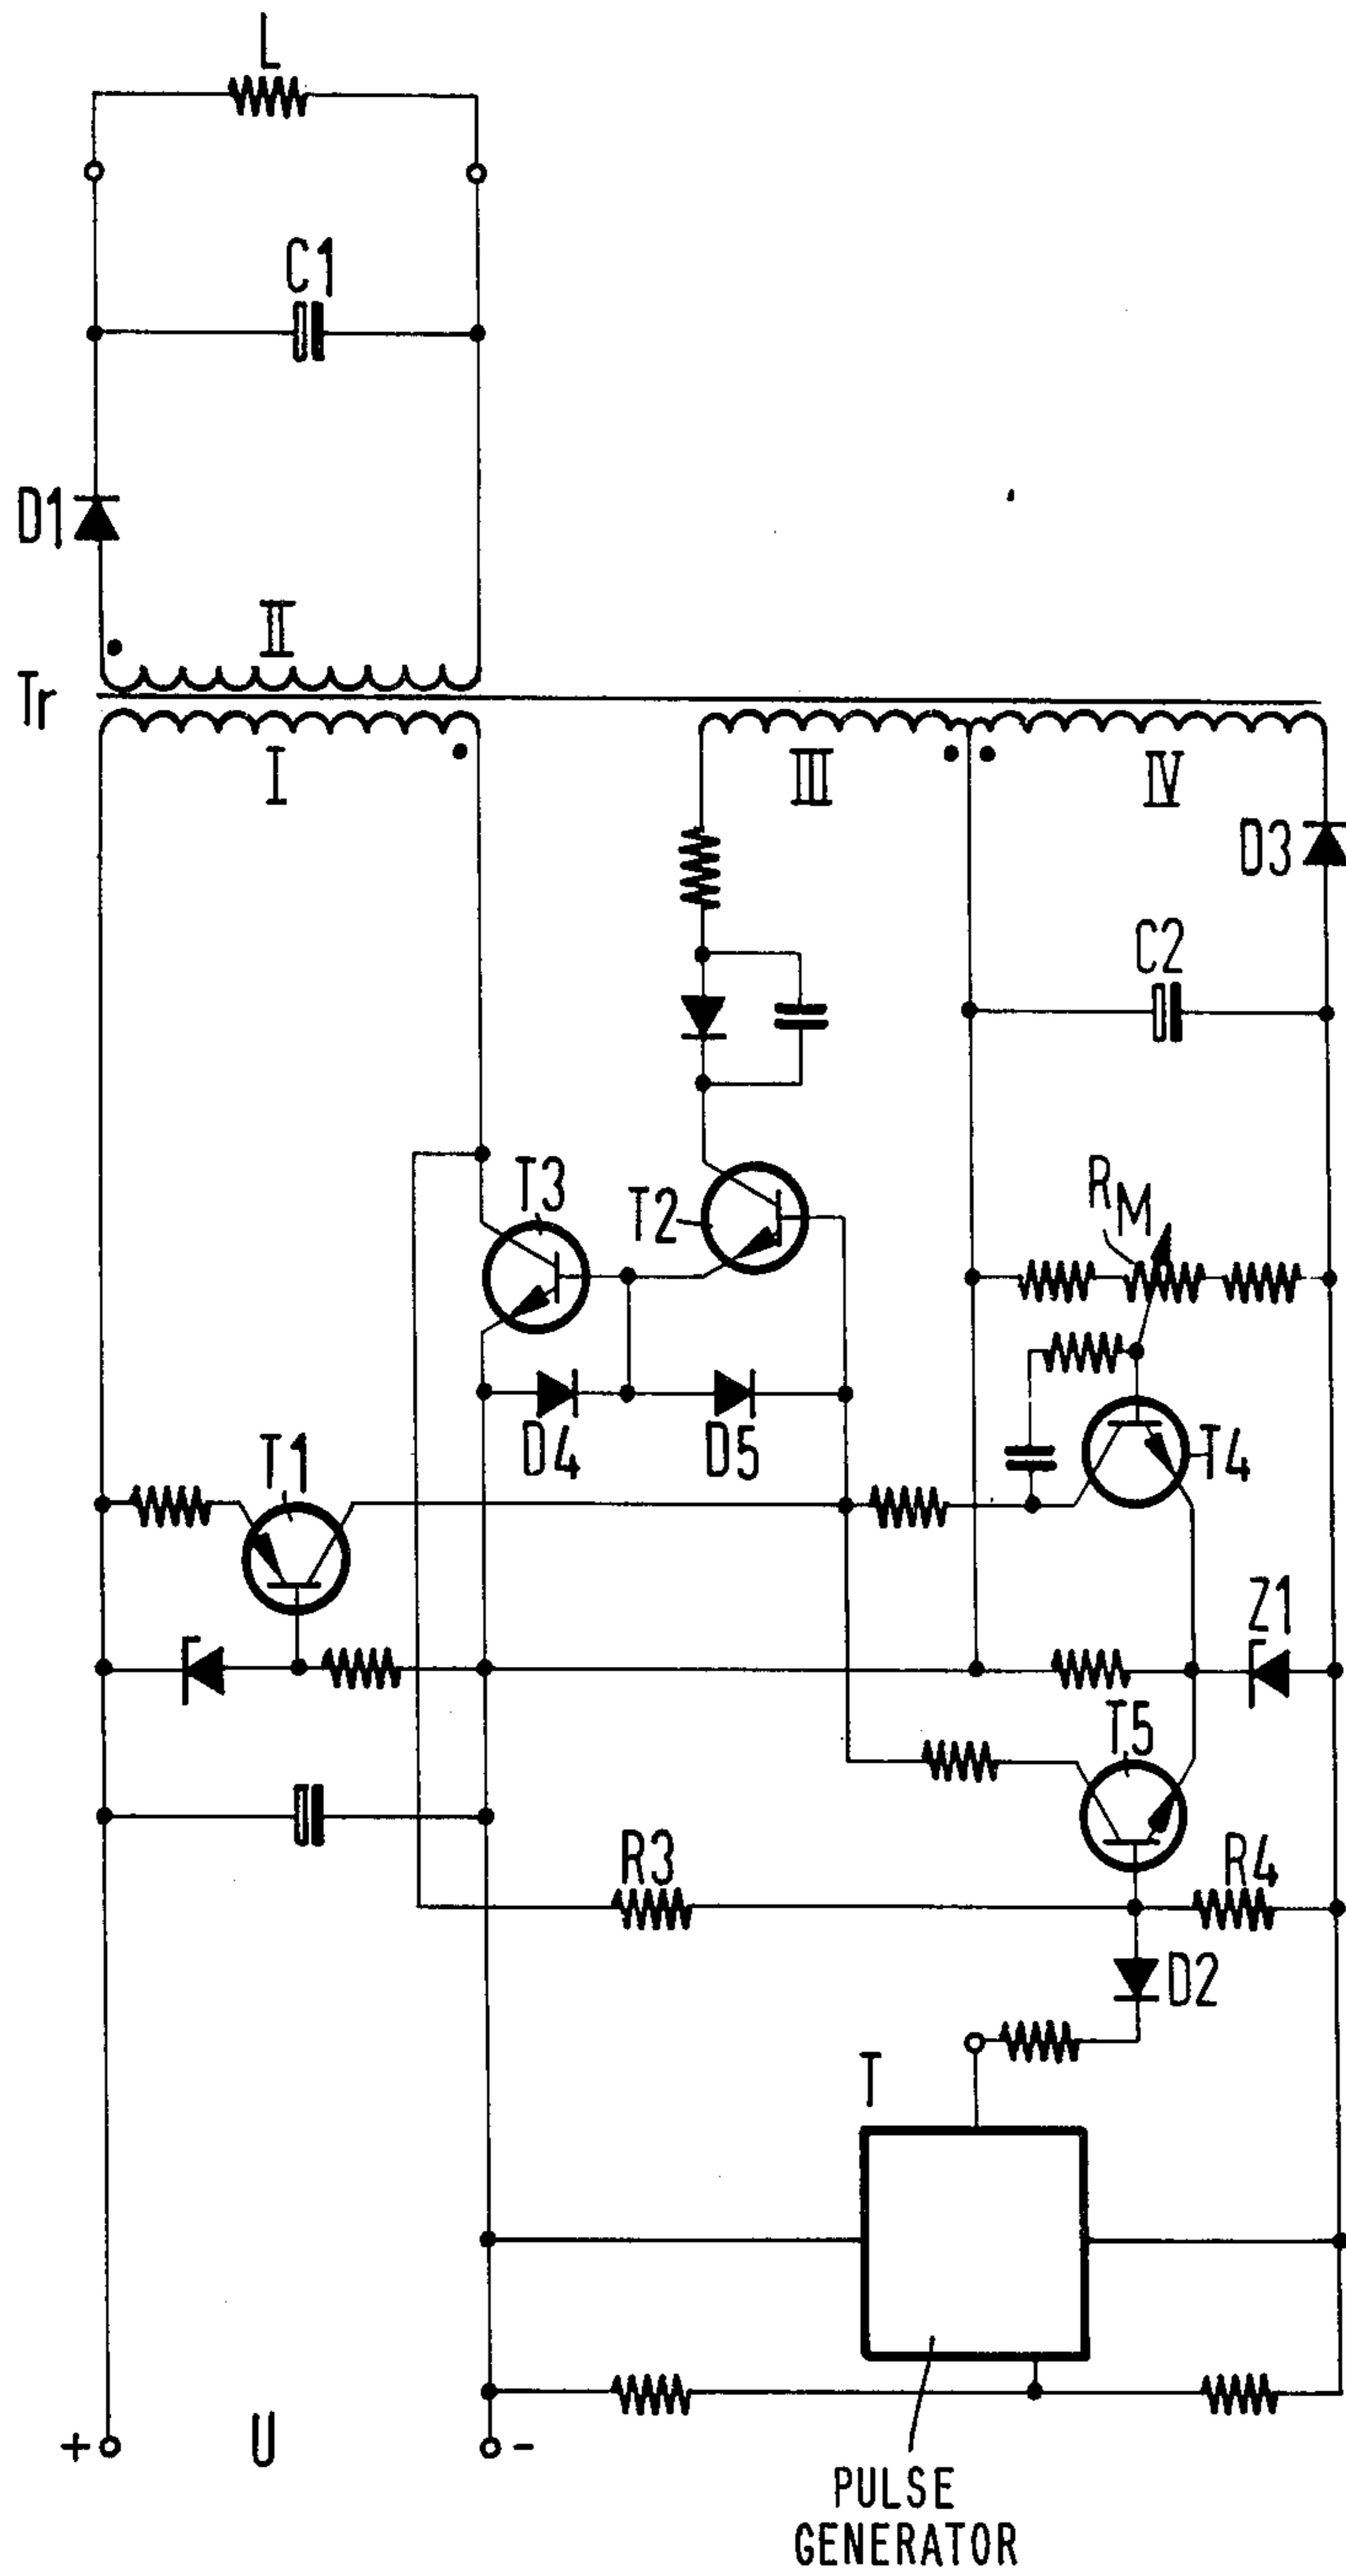 L
C1
D1
II
Tr
I
III
IV
D3
C2
T3
T2
RM
D4
D5
T4
T1
Z1
T5
R3
R4
D2
T
+ U -
PULSE
GENERATOR